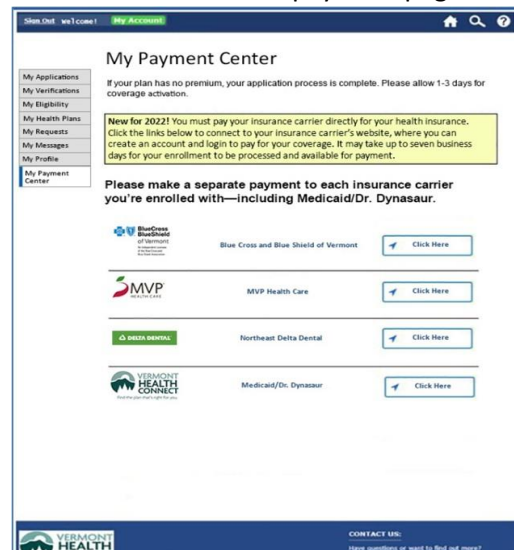 Sign Out welcome!
My Account
My Payment Center
My Applications
My Verifications
My Eligibility
My Health Plans
My Requests
My Messages
My Profile
My Payment
Center
If your plan has no premium, your application process is complete. Please allow 1-3 days for
coverage activation.
New for 2022! You must pay your insurance carrier directly for your health insurance.
Click the links below to connect to your insurance carrier's website, where you can
create an account and login to pay for your coverage. It may take up to seven business
days for your enrollment to be processed and available for payment.
Please make a separate payment to each insurance carrier
you're enrolled with—including Medicaid/Dr. Dynasaur.
BlueCross
BlueShield
of Vermont
Blue Cross and Blue Shield of Vermont
Click Here
MVP
HEALTH CARE
MVP Health Care
Click Here
DELTA DENTAL
Northeast Delta Dental
Click Here
VERMONT
HEALTH
CONNECT
Find the plan that's right for you.
Medicaid/Dr. Dynasaur
Click Here
VERMONT
HEALTH
CONTACT US:
Have questions or want to find out more?